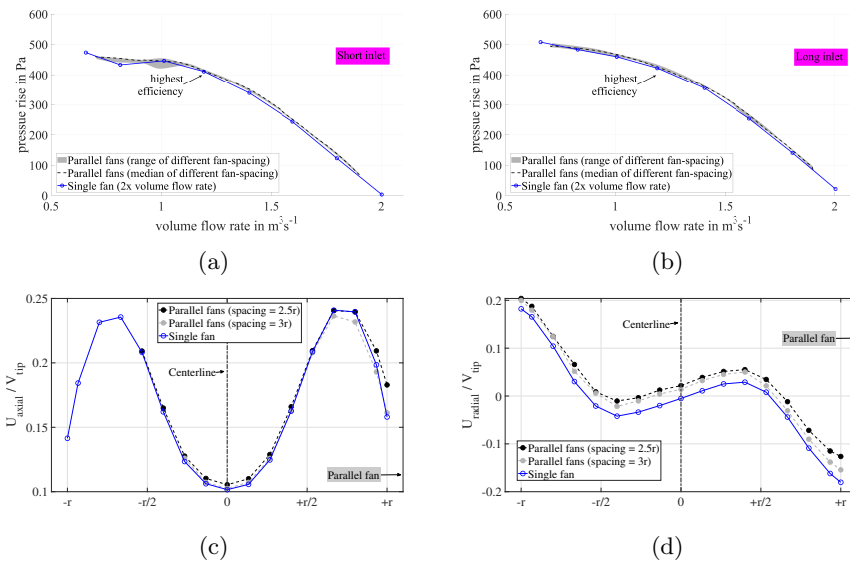 600
500
400
300
200
100
0
0.5
1
1.5
2
pressue rise in Pa
volume flow rate in m³s⁻¹
Short inlet
highest
efficiency
Parallel fans (range of different fan-spacing)
Parallel fans (median of different fan-spacing)
Single fan (2x volume flow rate)
(a)
600
500
400
300
200
100
0
0.5
1
1.5
2
pressue rise in Pa
volume flow rate in m³s⁻¹
Long inlet
highest
efficiency
Parallel fans (range of different fan-spacing)
Parallel fans (median of different fan-spacing)
Single fan (2x volume flow rate)
(b)
0.25
0.2
0.15
0.1
-r
-r/2
0
+r/2
+r
U_axial / V_tip
Parallel fans (spacing = 2.5r)
Parallel fans (spacing = 3r)
Single fan
Centerline
Parallel fan
(c)
0.2
0.1
0
-0.1
-0.2
-r
-r/2
0
+r/2
+r
U_radial / V_tip
Centerline
Parallel fan
Parallel fans (spacing = 2.5r)
Parallel fans (spacing = 3r)
Single fan
(d)